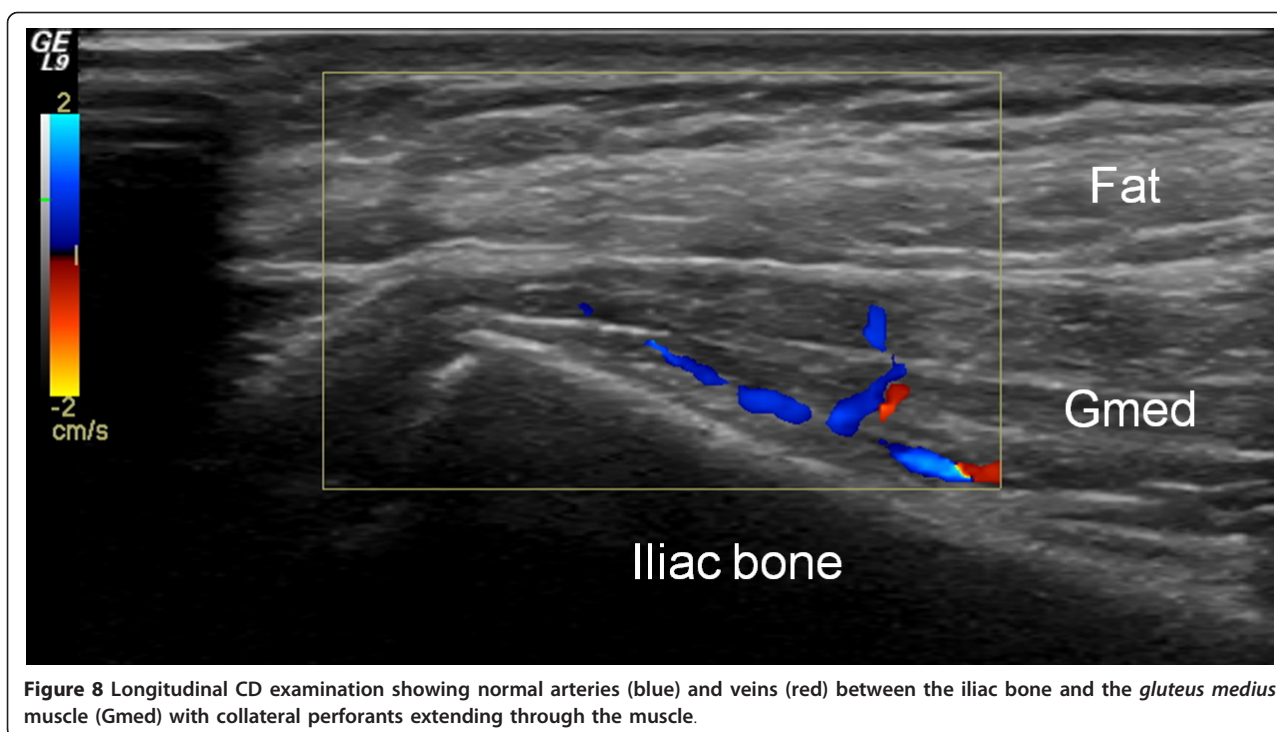 GE
L9
2
-2
cm/s
Fat
Gmed
Iliac bone
Figure 8 Longitudinal CD examination showing normal arteries (blue) and veins (red) between the iliac bone and the gluteus medius
muscle (Gmed) with collateral perforants extending through the muscle.